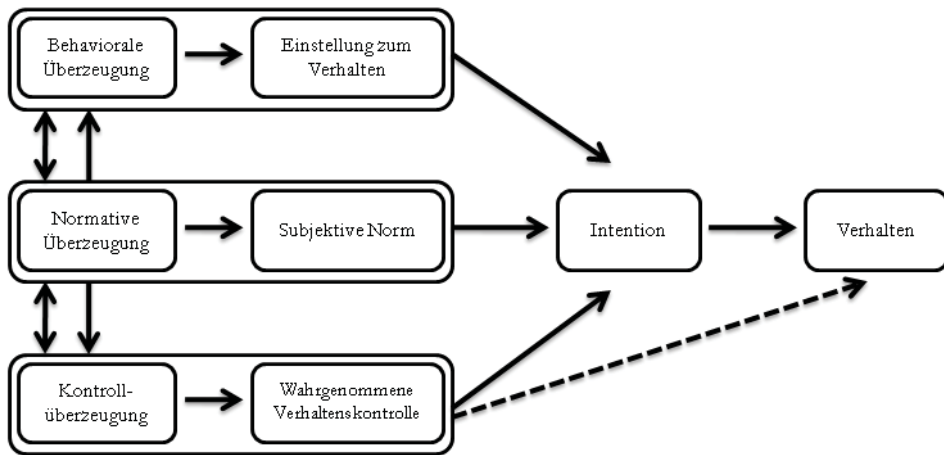 Behaviorale
Überzeugung
Einstellung zum
Verhalten
Normative
Überzeugung
Subjektive Norm
Intention
Verhalten
Kontroll-
überzeugung
Wahrgenommene
Verhaltenskontrolle